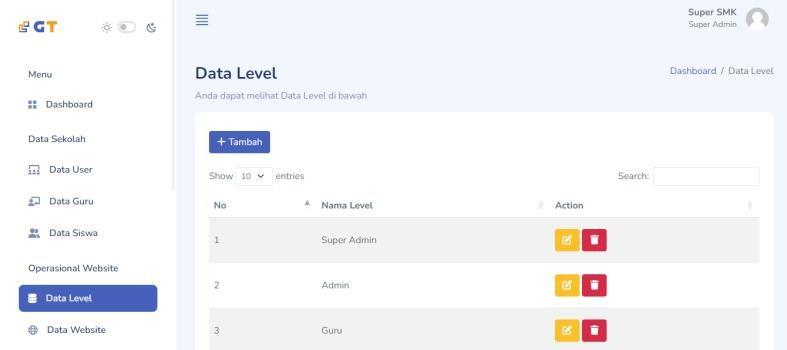 GT
Menu
Dashboard
Data Sekolah
Data User
Data Guru
Data Siswa
Operasional Website
Data Level
Data Website
Super SMK
Super Admin
Data Level
Dashboard / Data Level
Anda dapat melihat Data Level di bawah
+ Tambah
Show 10 entries
Search:
No Nama Level Action
1 Super Admin
2 Admin
3 Guru